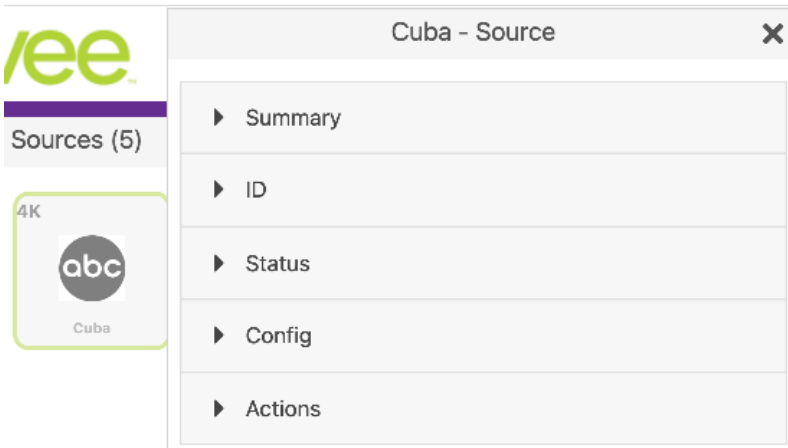 Cuba - Source
vee
Sources (5)
4K
abc
Cuba
Summary
ID
Status
Config
Actions